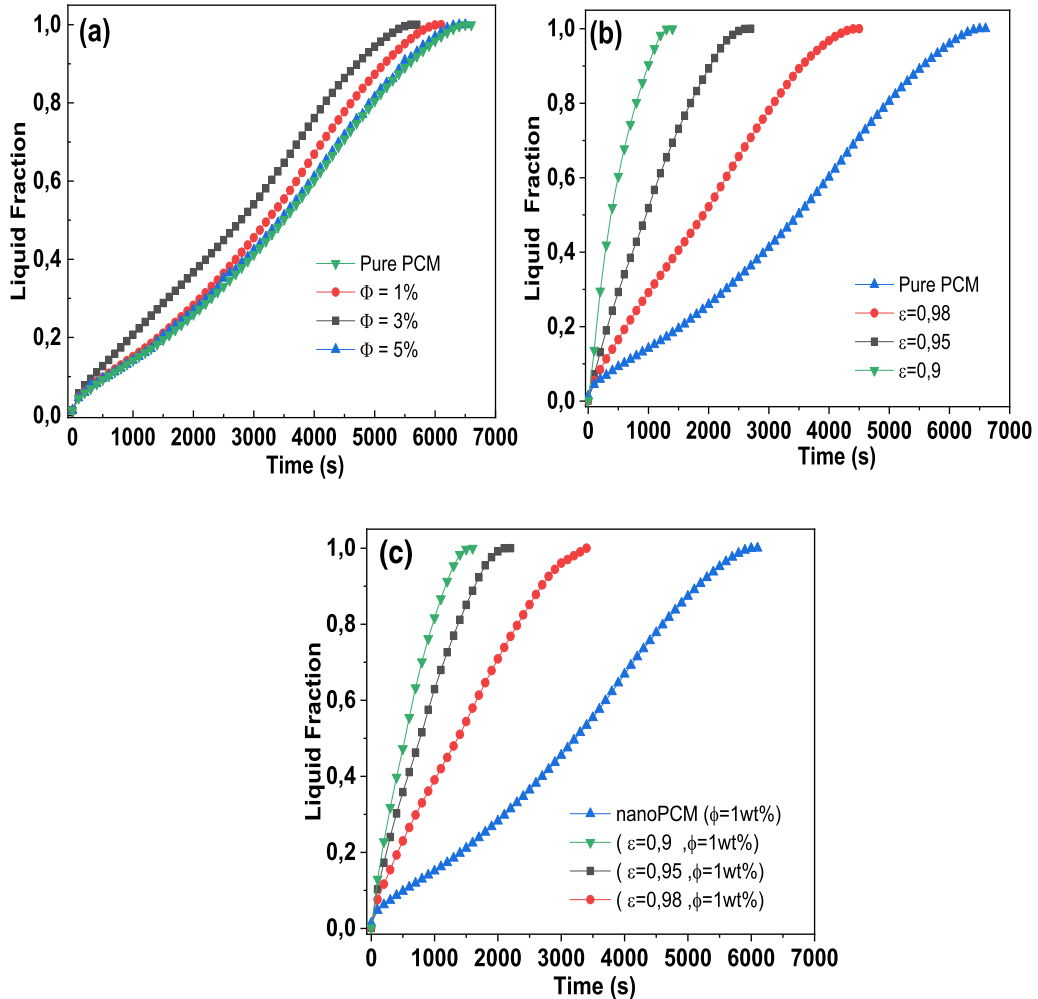 (a)
1,0
0,8
0,6
0,4
0,2
0,0
Liquid Fraction
Pure PCM
Φ = 1%
Φ = 3%
Φ = 5%
0 1000 2000 3000 4000 5000 6000 7000
Time (s)
(b)
1,0
0,8
0,6
0,4
0,2
0,0
Liquid Fraction
Pure PCM
ε=0,98
ε=0,95
ε=0,9
0 1000 2000 3000 4000 5000 6000 7000
Time (s)
(c)
1,0
0,8
0,6
0,4
0,2
0,0
Liquid Fraction
nanoPCM (ϕ=1wt%)
( ε=0,9 ,ϕ=1wt%)
( ε=0,95 ,ϕ=1wt%)
( ε=0,98 ,ϕ=1wt%)
0 1000 2000 3000 4000 5000 6000 7000
Time (s)